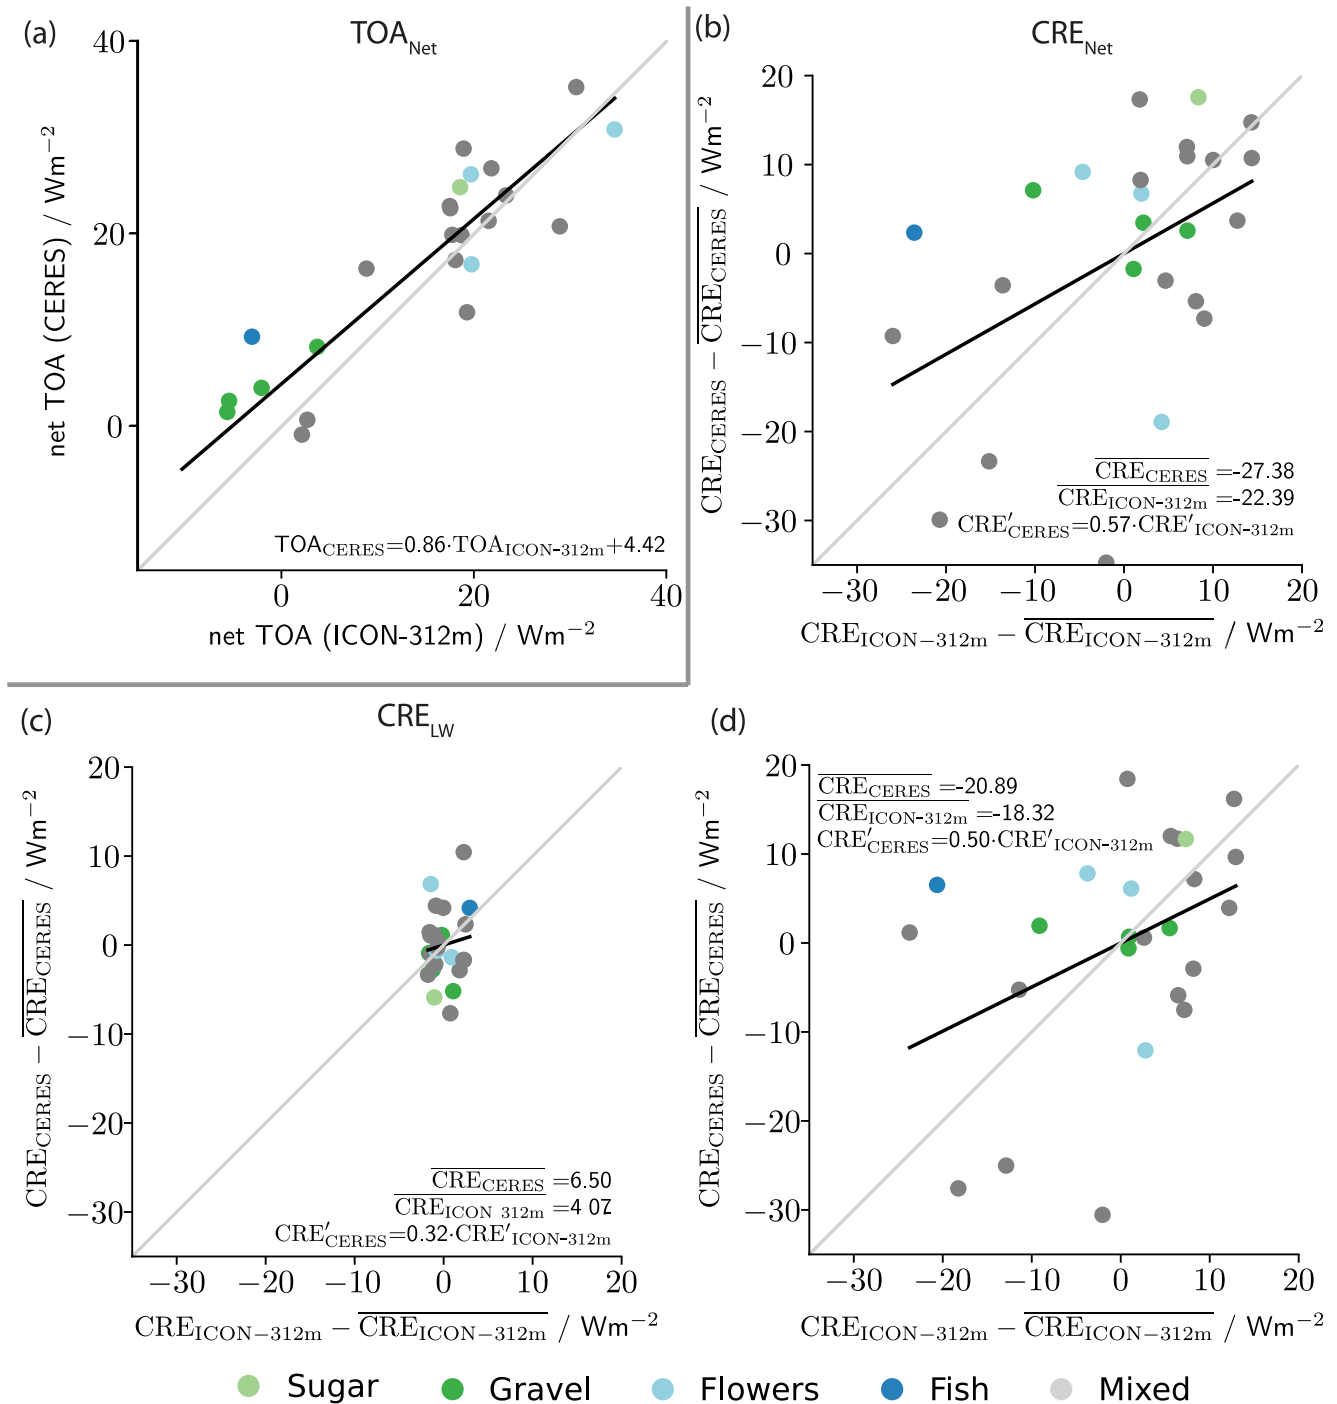 (a)
TOA_Net
40
20
0
net TOA (CERES) / Wm⁻²
TOA_CERES=0.86·TOA_ICON-312m+4.42
0
20
40
net TOA (ICON-312m) / Wm⁻²
(b)
CRE_Net
20
10
0
−10
−20
−30
CRE_CERES − CRE_CERES / Wm⁻²
CRE_CERES =-27.38
CRE_ICON-312m =-22.39
CRE′_CERES=0.57·CRE′_ICON-312m
−30 −20 −10 0 10 20
CRE_ICON−312m − CRE_ICON−312m / Wm⁻²
(c)
CRE_LW
20
10
0
−10
−20
−30
CRE_CERES − CRE_CERES / Wm⁻²
CRE_CERES =6.50
CRE_ICON 312m =4 07
CRE′_CERES=0.32·CRE′_ICON-312m
−30 −20 −10 0 10 20
CRE_ICON−312m − CRE_ICON−312m / Wm⁻²
(d)
20
10
0
−10
−20
−30
CRE_CERES − CRE_CERES / Wm⁻²
CRE_CERES =-20.89
CRE_ICON-312m =-18.32
CRE′_CERES=0.50·CRE′_ICON-312m
−30 −20 −10 0 10 20
CRE_ICON−312m − CRE_ICON−312m / Wm⁻²
Sugar Gravel Flowers Fish Mixed